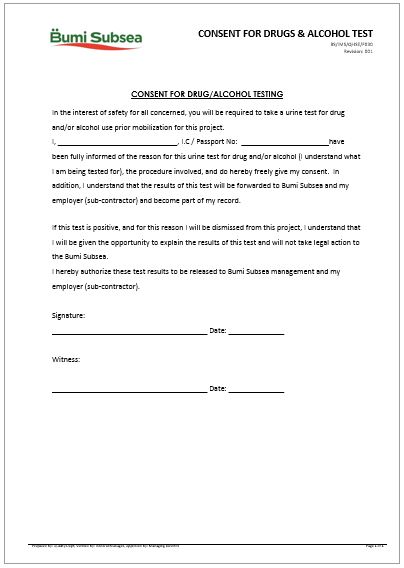 Bumi Subsea
CONSENT FOR DRUGS & ALCOHOL TEST
BS/IMS/QHSE/F030
Revision: 001
CONSENT FOR DRUG/ALCOHOL TESTING
In the interest of safety for all concerned, you will be required to take a urine test for drug
and/or alcohol use prior mobilization for this project.
I, ______________________________, I.C / Passport No: ______________________have
been fully informed of the reason for this urine test for drug and/or alcohol (I understand what
I am being tested for), the procedure involved, and do hereby freely give my consent. In
addition, I understand that the results of this test will be forwarded to Bumi Subsea and my
employer (sub-contractor) and become part of my record.
If this test is positive, and for this reason I will be dismissed from this project, I understand that
I will be given the opportunity to explain the results of this test and will not take legal action to
the Bumi Subsea.
I hereby authorize these test results to be released to Bumi Subsea management and my
employer (sub-contractor).
Signature:
_______________________________________ Date: ______________
Witness:
_______________________________________ Date: ______________
Page 1 of 1